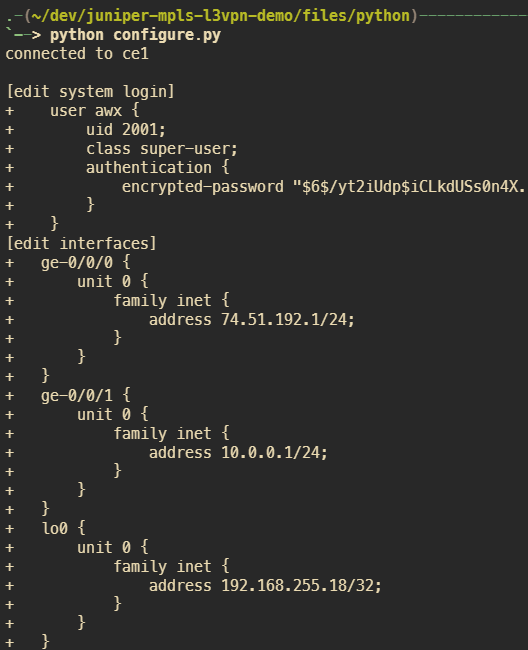 .-(~/dev/juniper-mpls-l3vpn-demo/files/python)------------
`--> python configure.py
connected to ce1

[edit system login]
+    user awx {
+        uid 2001;
+        class super-user;
+        authentication {
+            encrypted-password "$6$/yt2iUdp$iCLkdUSs0n4X.
+        }
+    }
[edit interfaces]
+   ge-0/0/0 {
+       unit 0 {
+           family inet {
+               address 74.51.192.1/24;
+           }
+       }
+   }
+   ge-0/0/1 {
+       unit 0 {
+           family inet {
+               address 10.0.0.1/24;
+           }
+       }
+   }
+   lo0 {
+       unit 0 {
+           family inet {
+               address 192.168.255.18/32;
+           }
+       }
+   }